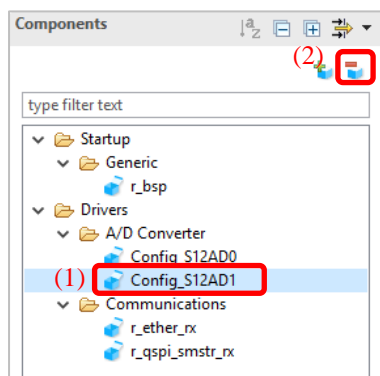 Components
a
z
(2)
type filter text
Startup
Generic
r_bsp
Drivers
A/D Converter
Config_S12AD0
(1)
Config_S12AD1
Communications
r_ether_rx
r_qspi_smstr_rx